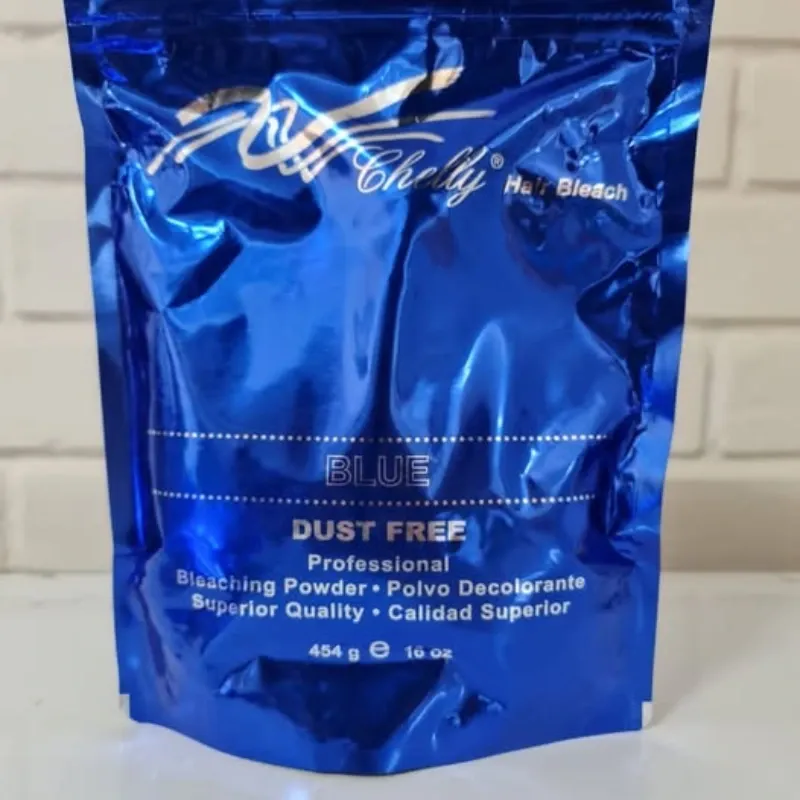 Chelly® Hair Bleach
BLUE
DUST FREE
Professional
Bleaching Powder • Polvo Decolorante
Superior Quality • Calidad Superior
454 g ℮ 16 oz